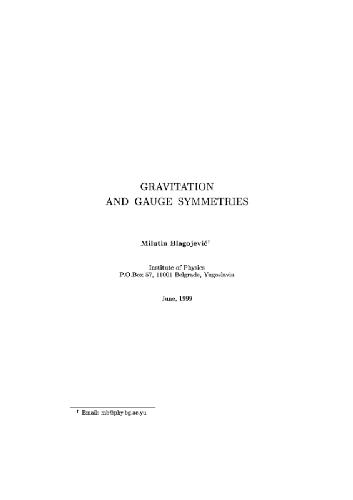 GRAVITATION
AND GAUGE SYMMETRIES
Milutin Blagojević†
Institute of Physics
P.O.Box 57, 11001 Belgrade, Yugoslavia
June, 1999
† Email: mb@phy.bg.ac.yu